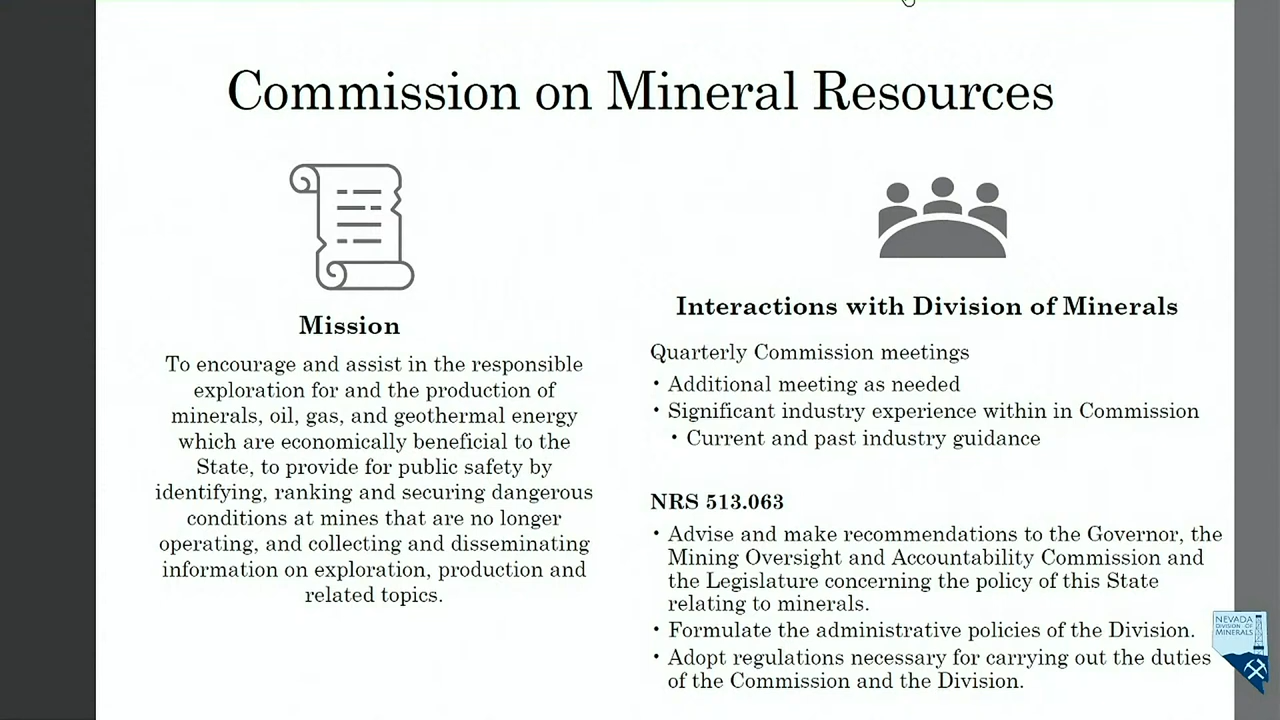 Commission on Mineral Resources
Mission
To encourage and assist in the responsible
exploration for and the production of
minerals, oil, gas, and geothermal energy
which are economically beneficial to the
State, to provide for public safety by
identifying, ranking and securing dangerous
conditions at mines that are no longer
operating, and collecting and disseminating
information on exploration, production and
related topics.
Interactions with Division of Minerals
Quarterly Commission meetings
• Additional meeting as needed
• Significant industry experience within in Commission
• Current and past industry guidance
NRS 513.063
• Advise and make recommendations to the Governor, the
Mining Oversight and Accountability Commission and
the Legislature concerning the policy of this State
relating to minerals.
• Formulate the administrative policies of the Division.
• Adopt regulations necessary for carrying out the duties
of the Commission and the Division.
NEVADA
DIVISION OF
MINERALS